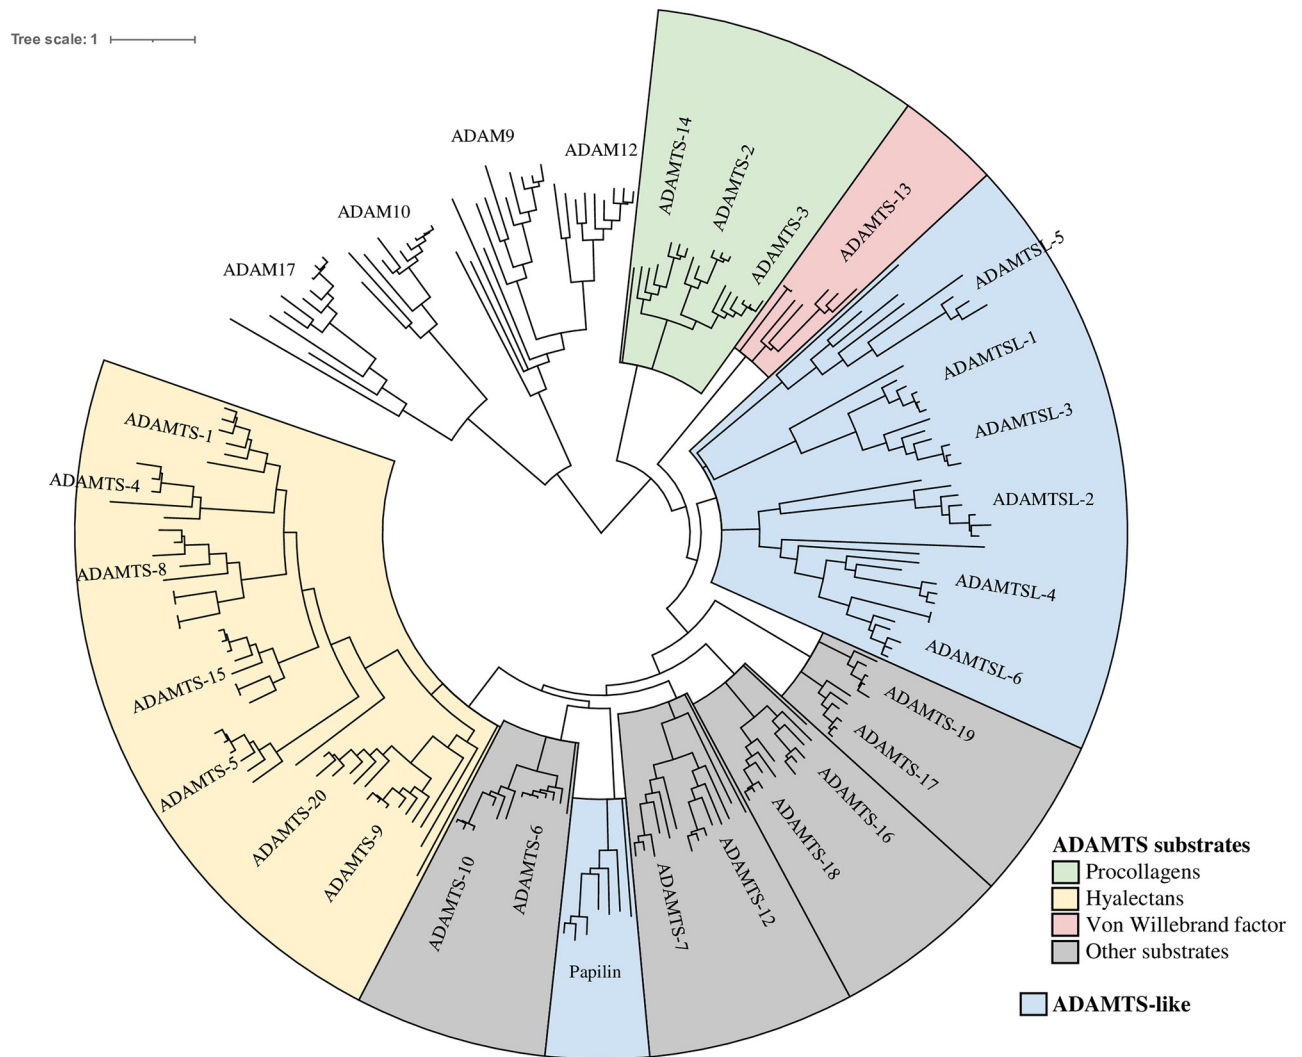 Tree scale: 1
ADAM9
ADAM12
ADAM10
ADAM17
ADAMTS-14
ADAMTS-2
ADAMTS-3
ADAMTS-13
ADAMTSL-5
ADAMTSL-1
ADAMTSL-3
ADAMTSL-2
ADAMTSL-4
ADAMTSL-6
ADAMTS-19
ADAMTS-17
ADAMTS-16
ADAMTS-18
ADAMTS-12
ADAMTS-7
Papilin
ADAMTS-6
ADAMTS-10
ADAMTS-9
ADAMTS-20
ADAMTS-5
ADAMTS-15
ADAMTS-8
ADAMTS-4
ADAMTS-1
ADAMTS substrates
Procollagens
Hyalectans
Von Willebrand factor
Other substrates
ADAMTS-like